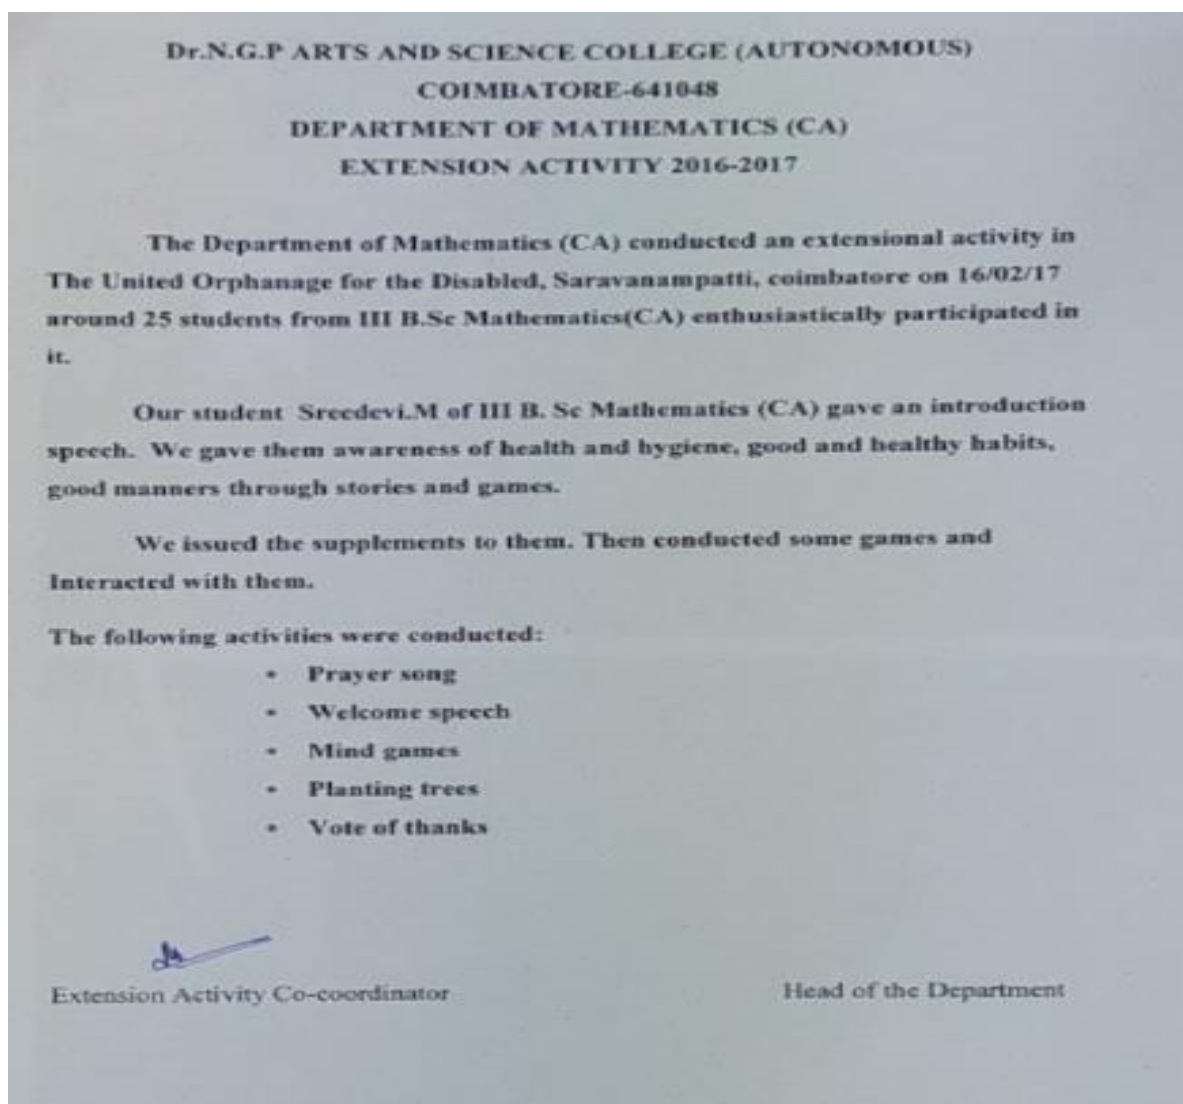 Dr.N.G.P ARTS AND SCIENCE COLLEGE (AUTONOMOUS)
COIMBATORE-641048
DEPARTMENT OF MATHEMATICS (CA)
EXTENSION ACTIVITY 2016-2017
The Department of Mathematics (CA) conducted an extensional activity in
The United Orphanage for the Disabled, Saravanampatti, coimbatore on 16/02/17
around 25 students from III B.Sc Mathematics(CA) enthusiastically participated in
it.
Our student Sreedevi.M of III B. Sc Mathematics (CA) gave an introduction
speech. We gave them awareness of health and hygiene, good and healthy habits,
good manners through stories and games.
We issued the supplements to them. Then conducted some games and
Interacted with them.
The following activities were conducted:
• Prayer song
• Welcome speech
• Mind games
• Planting trees
• Vote of thanks
Extension Activity Co-coordinator
Head of the Department